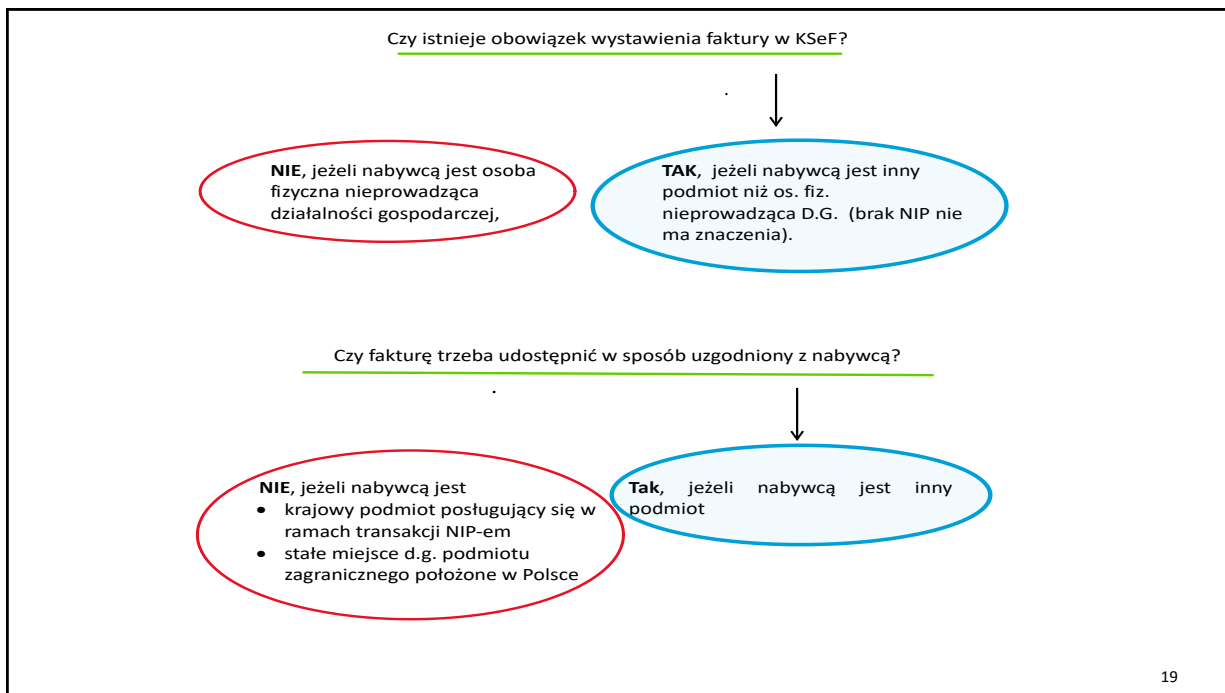 Czy istnieje obowiązek wystawienia faktury w KSeF?
.
NIE, jeżeli nabywcą jest osoba
fizyczna nieprowadząca
działalności gospodarczej,
TAK, jeżeli nabywcą jest inny
podmiot niż os. fiz.
nieprowadząca D.G. (brak NIP nie
ma znaczenia).
Czy fakturę trzeba udostępnić w sposób uzgodniony z nabywcą?
.
NIE, jeżeli nabywcą jest
• krajowy podmiot posługujący się w
ramach transakcji NIP-em
• stałe miejsce d.g. podmiotu
zagranicznego położone w Polsce
Tak, jeżeli nabywcą jest inny
podmiot
19